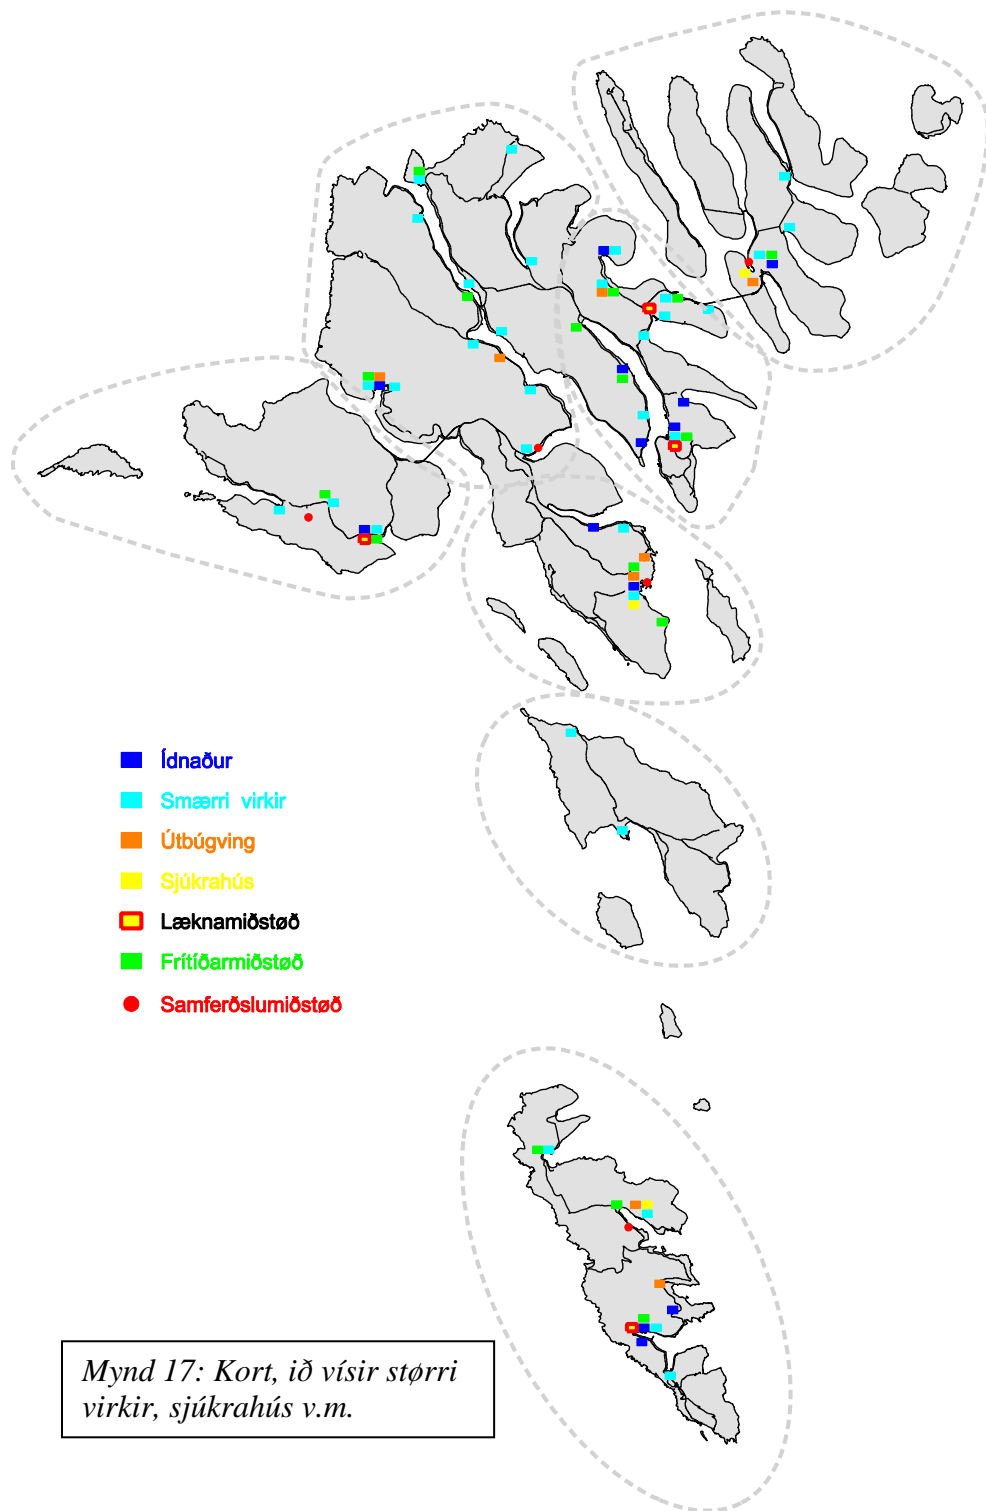 Ídnaður
Smærri virkir
Útbúgving
Sjúkrahús
Læknamiðstøð
Frítíðarmiðstøð
Samferðslumiðstøð
Mynd 17: Kort, ið vísir størri
virkir, sjúkrahús v.m.